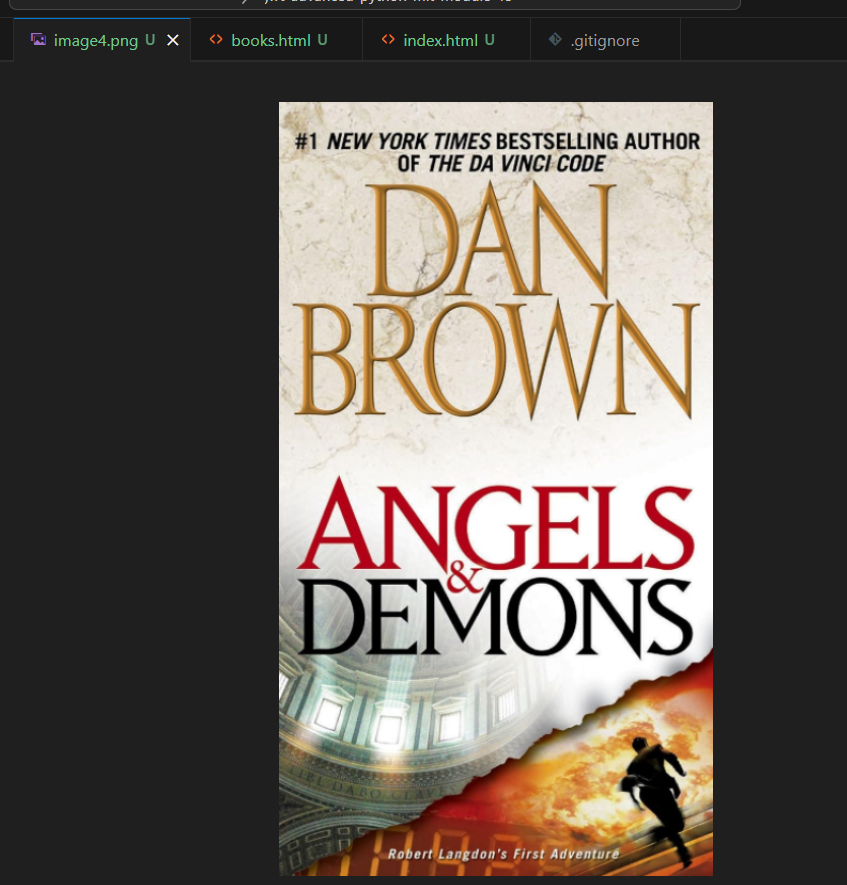 image4.png U
books.html U
index.html U
.gitignore
#1 NEW YORK TIMES BESTSELLING AUTHOR
OF THE DA VINCI CODE
DAN
BROWN
ANGELS
&
DEMONS
Robert Langdon's First Adventure